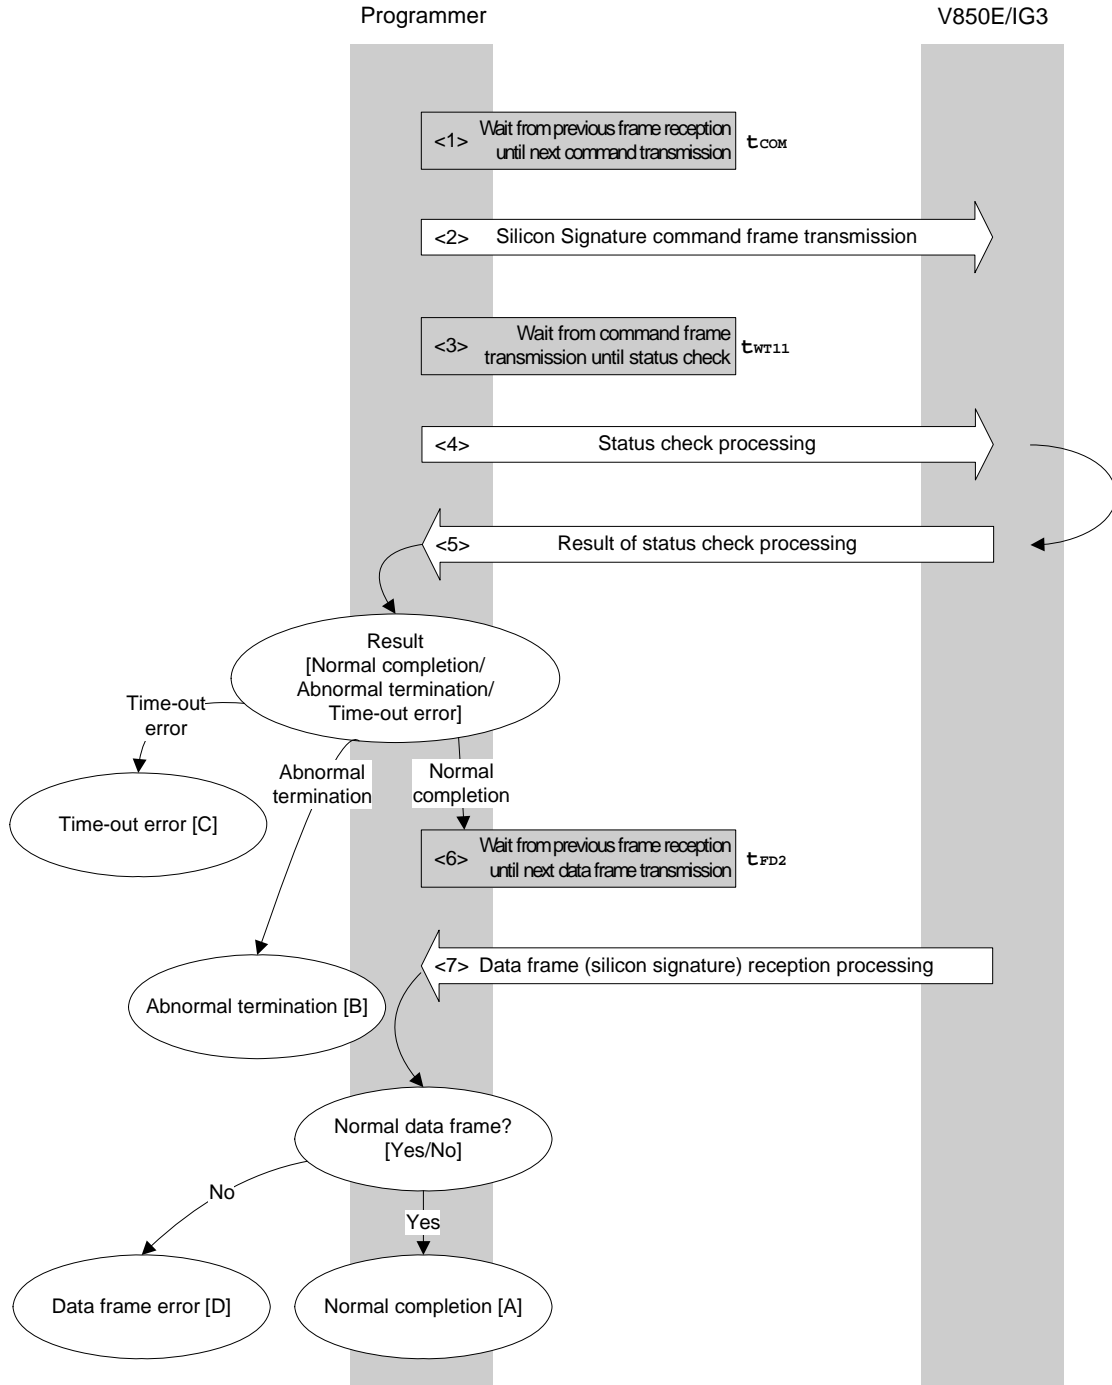 Programmer
V850E/IG3
<1> Wait from previous frame reception
until next command transmission
tCOM
<2> Silicon Signature command frame transmission
<3> Wait from command frame
transmission until status check
tWT11
<4> Status check processing
<5> Result of status check processing
Result
[Normal completion/
Abnormal termination/
Time-out error]
Time-out
error
Abnormal
termination
Normal
completion
Time-out error [C]
<6> Wait from previous frame reception
until next data frame transmission
tFD2
<7> Data frame (silicon signature) reception processing
Abnormal termination [B]
Normal data frame?
[Yes/No]
No
Yes
Data frame error [D]
Normal completion [A]